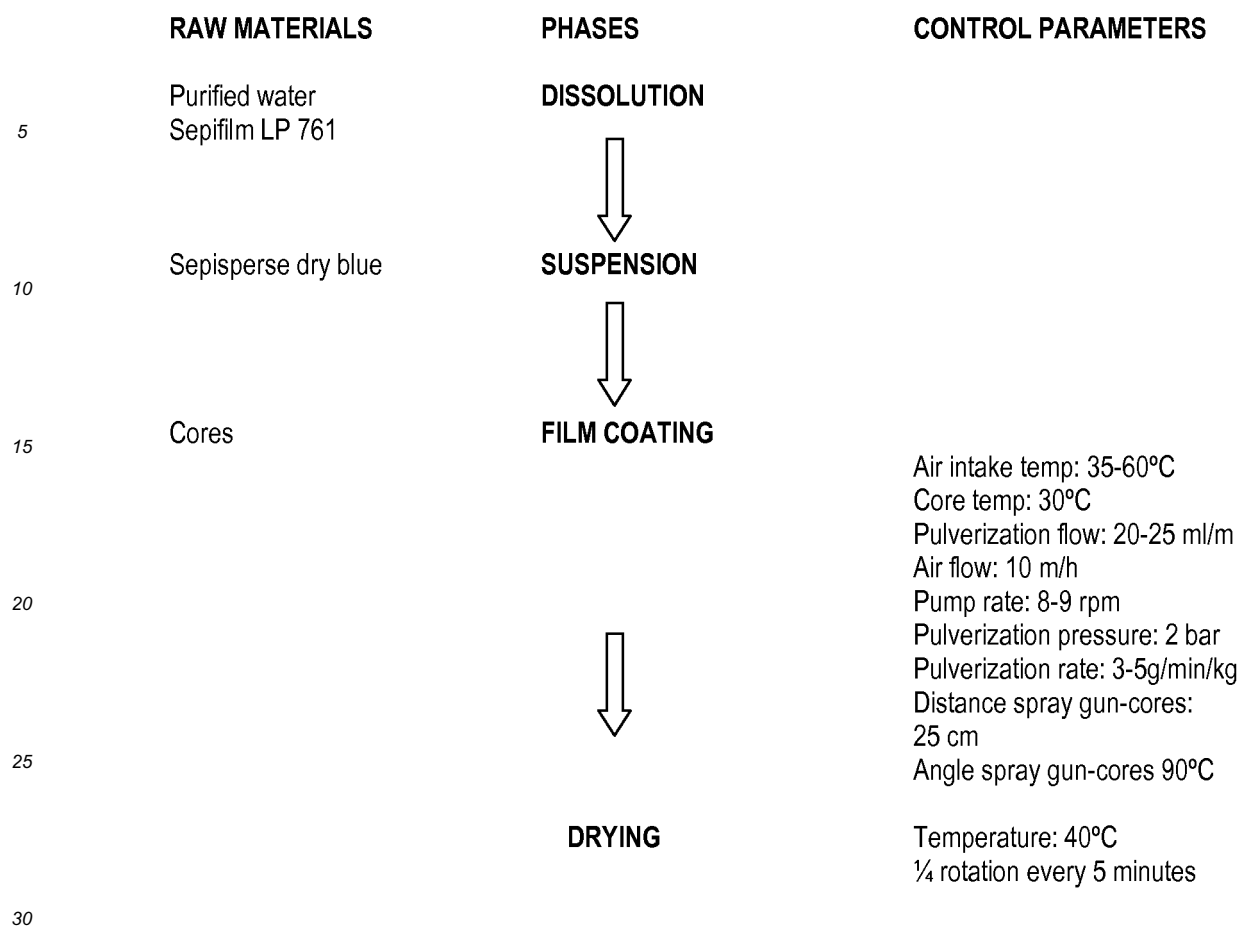 RAW MATERIALS PHASES CONTROL PARAMETERS
Purified water DISSOLUTION
5 Sepifilm LP 761
Sepisperse dry blue SUSPENSION
10
Cores FILM COATING
15
Air intake temp: 35-60ºC
Core temp: 30ºC
Pulverization flow: 20-25 ml/m
Air flow: 10 m/h
20 Pump rate: 8-9 rpm
Pulverization pressure: 2 bar
Pulverization rate: 3-5g/min/kg
Distance spray gun-cores:
25 cm
25 Angle spray gun-cores 90ºC
DRYING Temperature: 40ºC
¼ rotation every 5 minutes
30